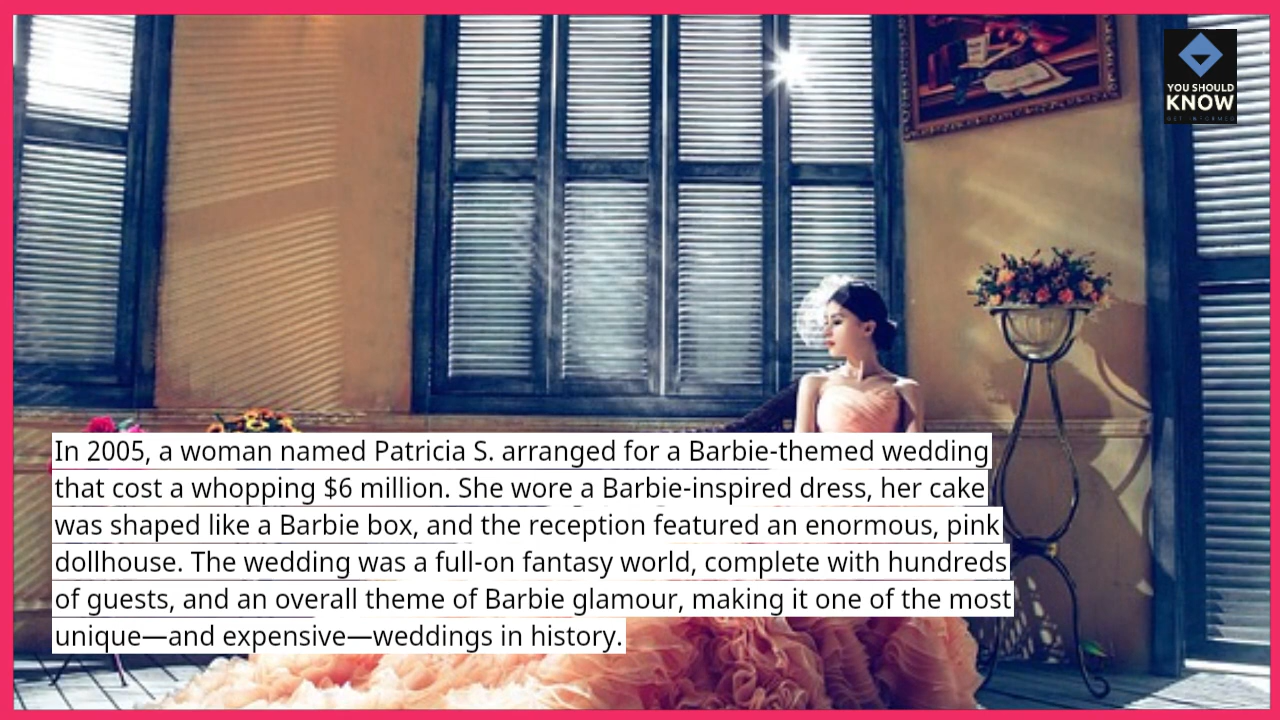 YOU SHOULD
KNOW
GET INFORMED
In 2005, a woman named Patricia S. arranged for a Barbie-themed wedding
that cost a whopping $6 million. She wore a Barbie-inspired dress, her cake
was shaped like a Barbie box, and the reception featured an enormous, pink
dollhouse. The wedding was a full-on fantasy world, complete with hundreds
of guests, and an overall theme of Barbie glamour, making it one of the most
unique—and expensive—weddings in history.